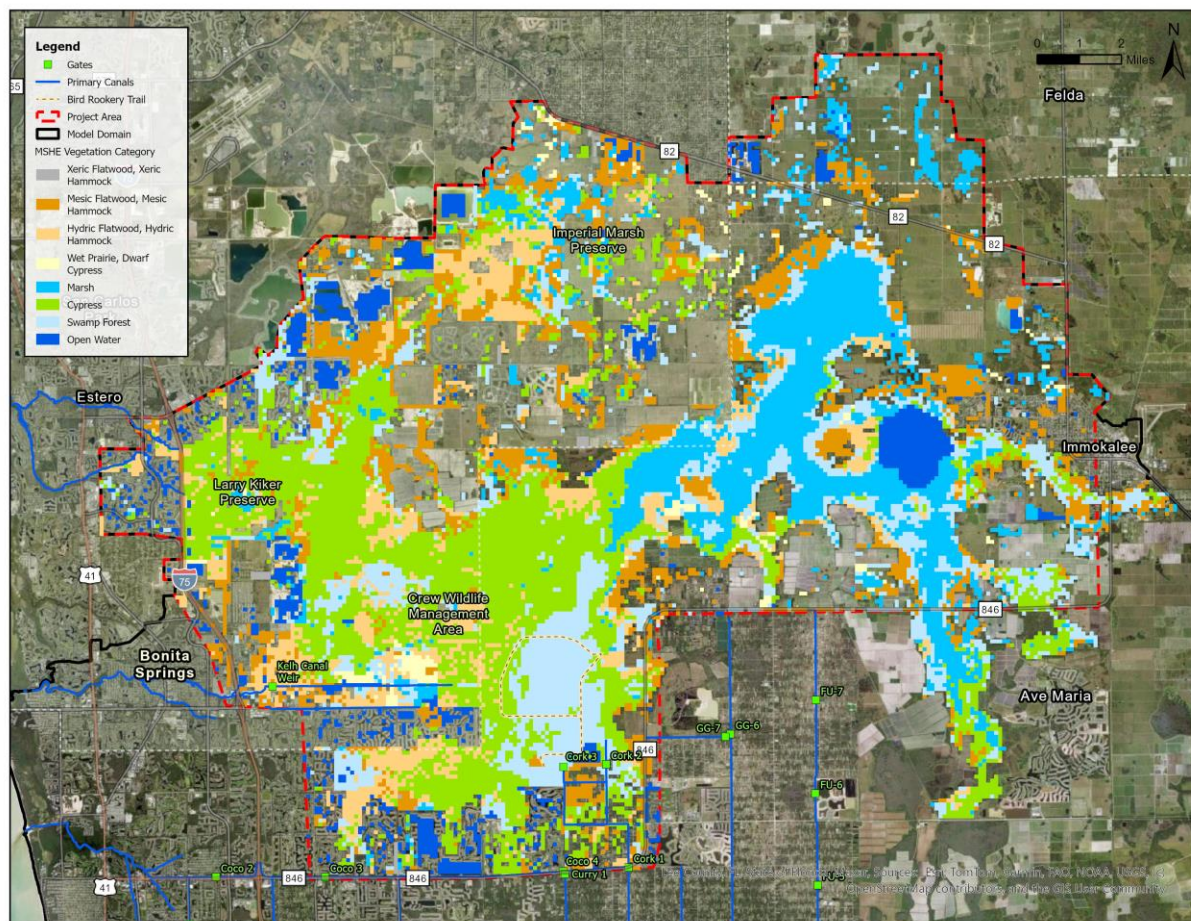 Legend
Gates
Primary Canals
Bird Rookery Trail
Project Area
Model Domain
MSHE Vegetation Category
Xeric Flatwood, Xeric
Hammock
Mesic Flatwood, Mesic
Hammock
Hydric Flatwood, Hydric
Hammock
Wet Prairie, Dwarf
Cypress
Marsh
Cypress
Swamp Forest
Open Water
N
0 1 2
Miles
Felda
82
82
82
Imperial Marsh
Preserve
Estero
Larry Kiker
Preserve
Immokalee
41
75
Crew Wildlife
Management
Area
846
Bonita
Springs
Kelh Canal
Weir
Ave Maria
FU-7
GG-7
GG-6
846
Cork 3
Cork 2
FU-6
Coco 2
Coco 3
Coco 4
Curry 1
Cork 1
41
846
846
FAO, NOAA, USGS,
OpenStreetMap contributors, and the GIS User Community